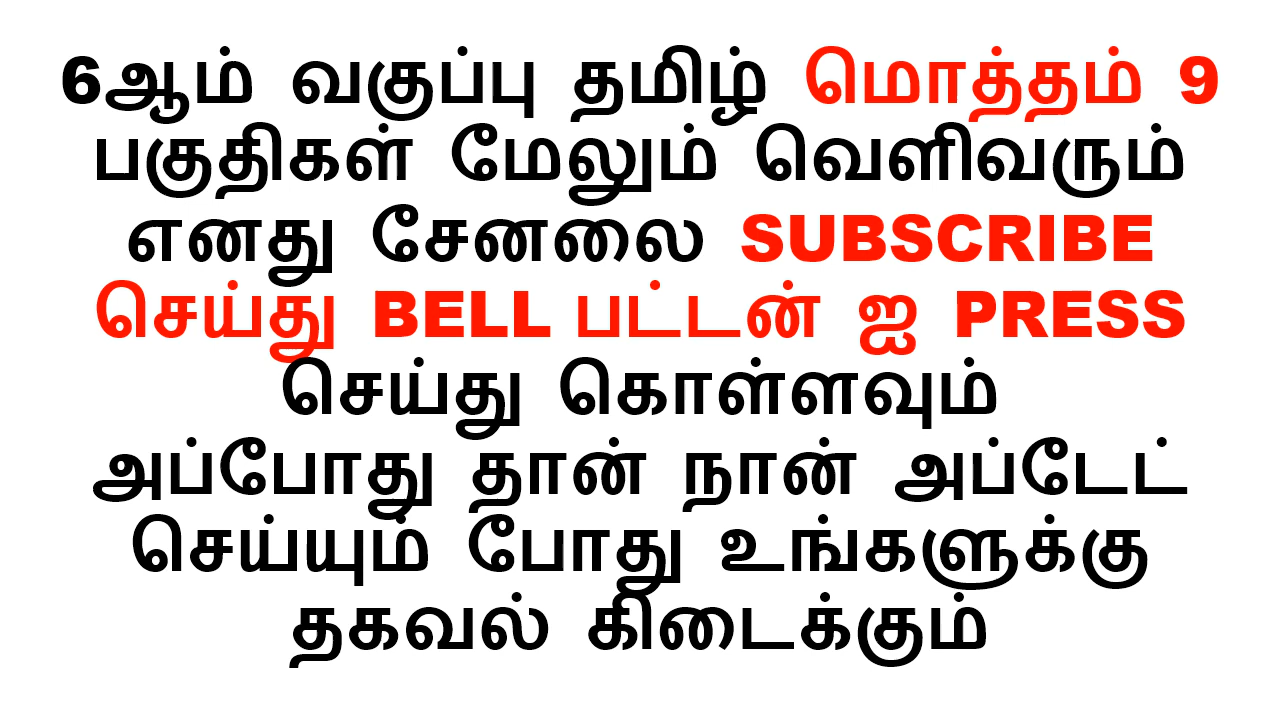 6ஆம் வகுப்பு தமிழ் மொத்தம் 9
பகுதிகள் மேலும் வெளிவரும்
எனது சேனலை SUBSCRIBE
செய்து BELL பட்டன் ஐ PRESS
செய்து கொள்ளவும்
அப்போது தான் நான் அப்டேட்
செய்யும் போது உங்களுக்கு
தகவல் கிடைக்கும்